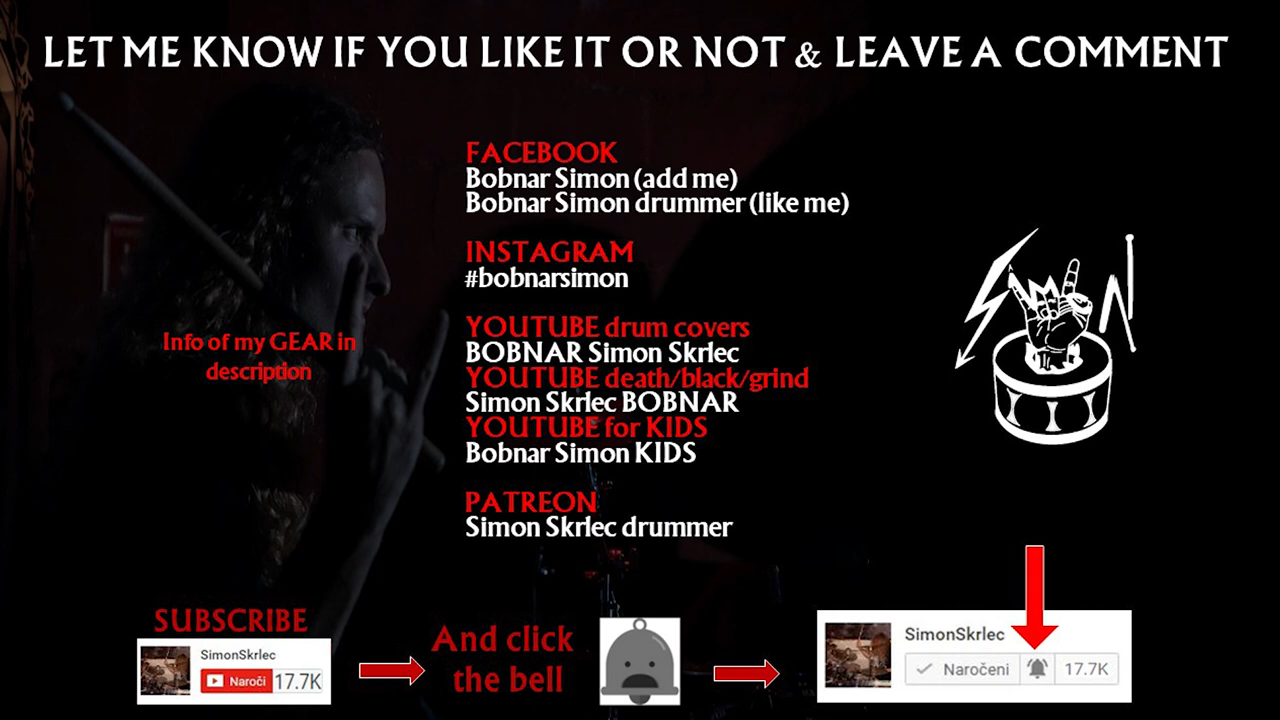 LET ME KNOW IF YOU LIKE IT OR NOT & LEAVE A COMMENT
FACEBOOK
Bobnar Simon (add me)
Bobnar Simon drummer (like me)
INSTAGRAM
#bobnarsimon
YOUTUBE drum covers
BOBNAR Simon Skrlec
YOUTUBE death/black/grind
Simon Skrlec BOBNAR
YOUTUBE for KIDS
Bobnar Simon KIDS
PATREON
Simon Skrlec drummer
Info of my GEAR in
description
SIMON
SUBSCRIBE
SimonSkrlec
Naroči 17.7K
And click
the bell
SimonSkrlec
Naročeni 17.7K